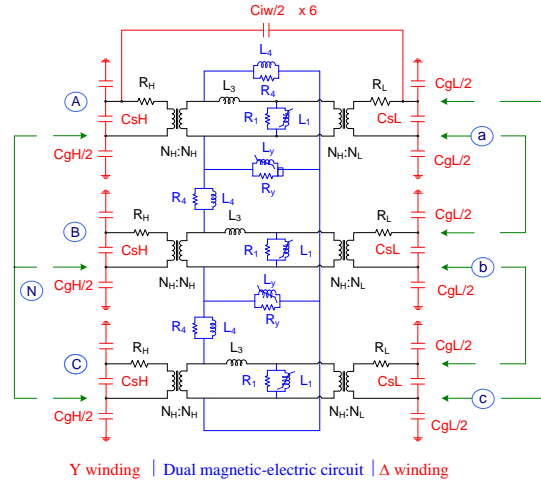 Ciw/2 x 6
L4
RH
L3
R4
RL
CgL/2
A
CsH
R1
L1
CsL
a
CgH/2
NH:NH
Ly
NH:NL
CgL/2
Ry
R4
L4
RH
L3
RL
CgL/2
B
CsH
R1
L1
CsL
b
N
CgH/2
NH:NH
Ly
NH:NL
CgL/2
Ry
R4
L4
RH
L3
RL
CgL/2
C
CsH
R1
L1
CsL
c
CgH/2
NH:NH
NH:NL
CgL/2
Y winding | Dual magnetic-electric circuit | Δ winding